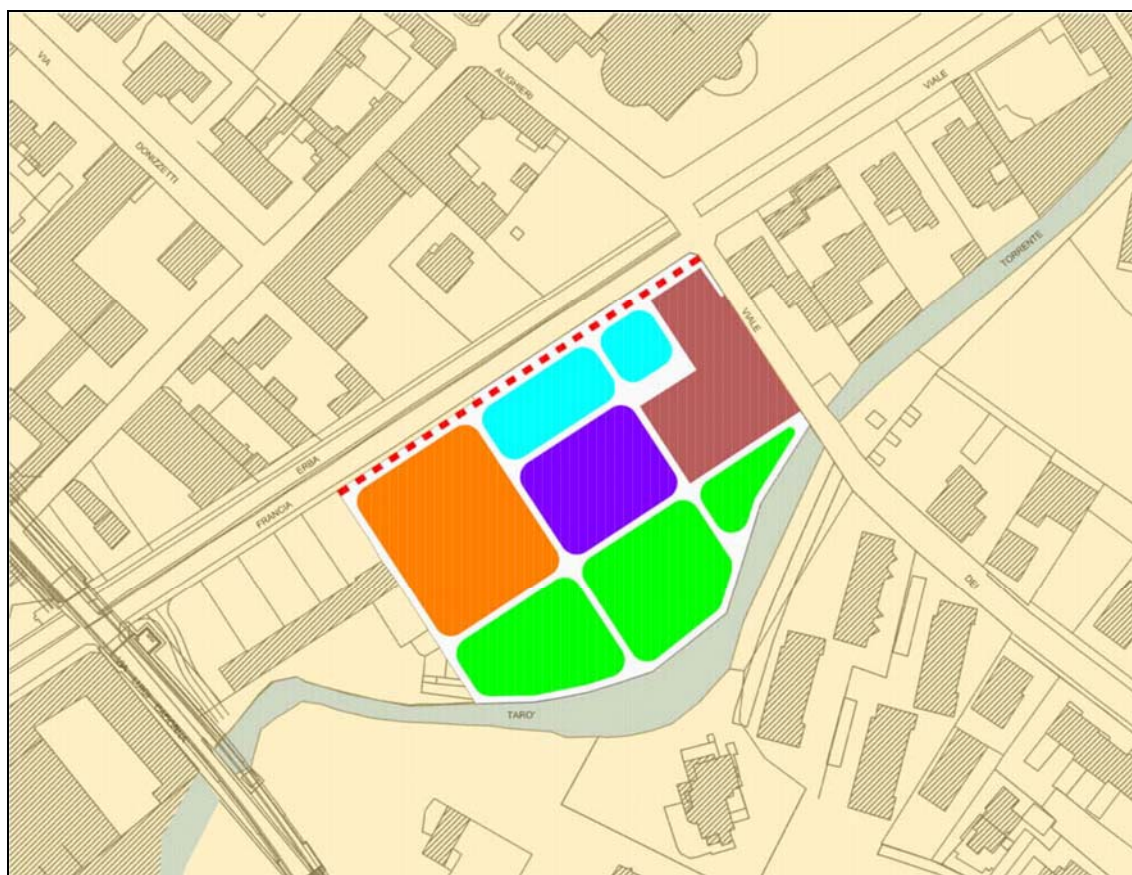 VIA
DONIZZETTI
ALIGHIERI
VIALE
TORRENTE
VIALE
ERBA
FRANCIA
DEI
TARO'